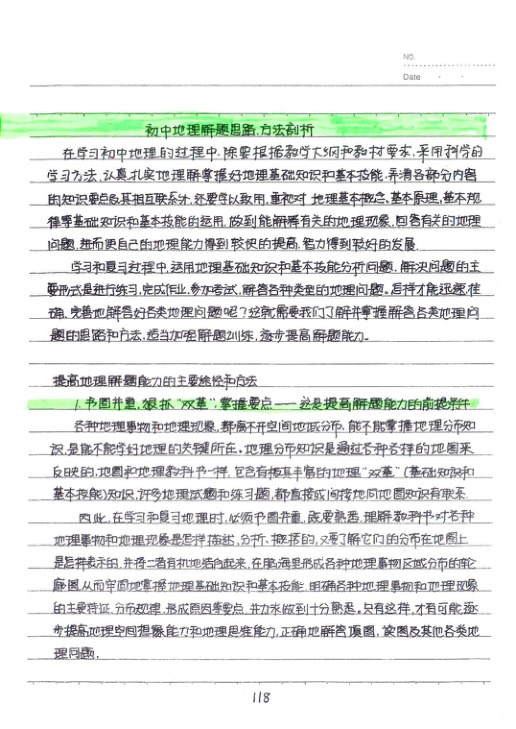 NO.
Date
初中地理解题思路、方法剖析
在学习初中地理的过程中,除要根据教学大纲和教材要求,采用科学的
学习方法,认真扎实地理解掌握好地理基础知识和基本技能,弄清各部分内容
的知识要点及其相互联系外,还要学以致用,重视对地理基本概念、基本原理、基本规
律等基础知识和基本技能的运用,做到能解释有关的地理现象,回答有关的地理
问题,进而使自己的地理能力得到较快的提高,智力得到较好的发展.
学习和复习过程中,运用地理基础知识和基本技能分析问题、解决问题的主
要形式是进行练习,完成作业,参加考试,解答各种类型的地理问题。怎样才能迅速、准
确、完善地解答好各类地理问题呢?这就需要我们了解并掌握解答各类地理问
题的思路和方法,适当加强解题训练,逐步提高解题能力。
提高地理解题能力的主要途径和方法
1、书图并重,狠抓“双基”,掌握要点——这是提高解题能力的前提条件
各种地理事物和地理现象,都离不开空间地域分布,能不能掌握地理分布知
识,是能不能学好地理的关键所在。地理分布知识是通过各种各样的地图来
反映的,地图和地理教科书一样,它含有极其丰富的地理“双基”(基础知识和
基本技能)知识,许多地理试题和练习题,都直接或间接地同地图知识有联系.
因此,在学习和复习地理时,必须书图并重,既要熟悉、理解教科书对各种
地理事物和地理现象是怎样描述、分析、概括的,又要了解它们的分布在地图上
是怎样表示的,并将二者有机地结合起来,在脑海里形成各种地理事物区域分布的轮
廓图,从而牢固地掌握地理基础知识和基本技能,明确各种地理事物和地理现象
的主要特征、分布规律、形成原因等要点,并力求做到十分熟悉。只有这样,才有可能逐
步提高地理空间想象能力和地理思维能力,正确地解答填图、读图及其他各类地
理问题.
118